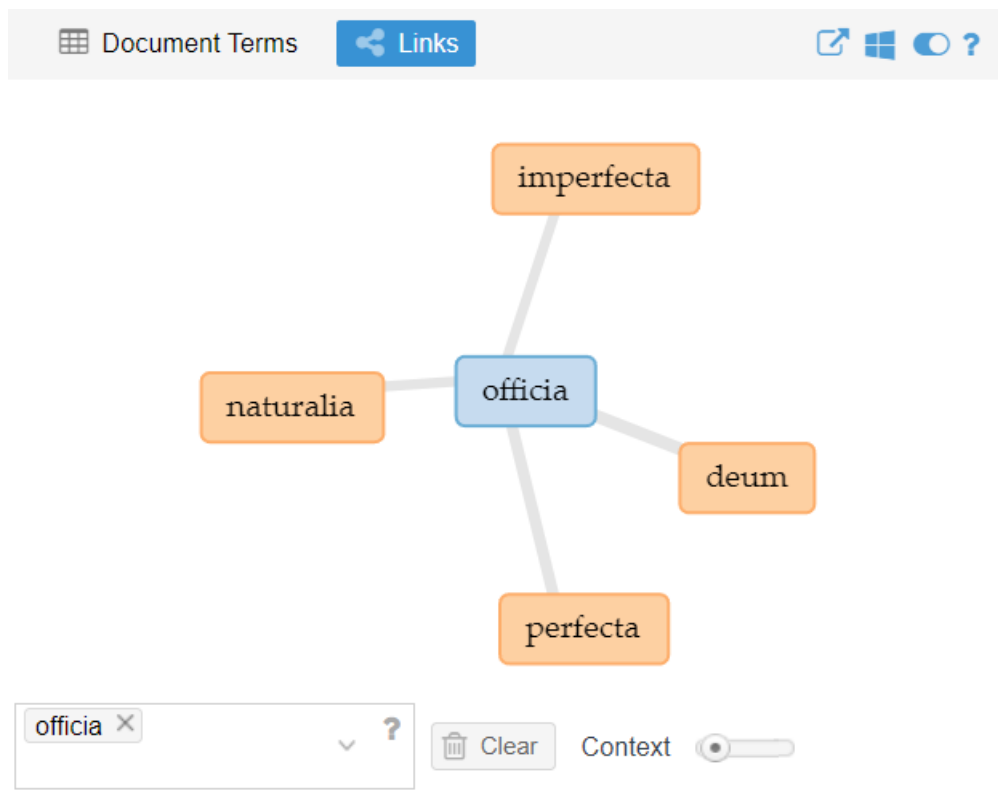 Document Terms Links ?
imperfecta
officia
naturalia
deum
perfecta
officia ?
Clear Context